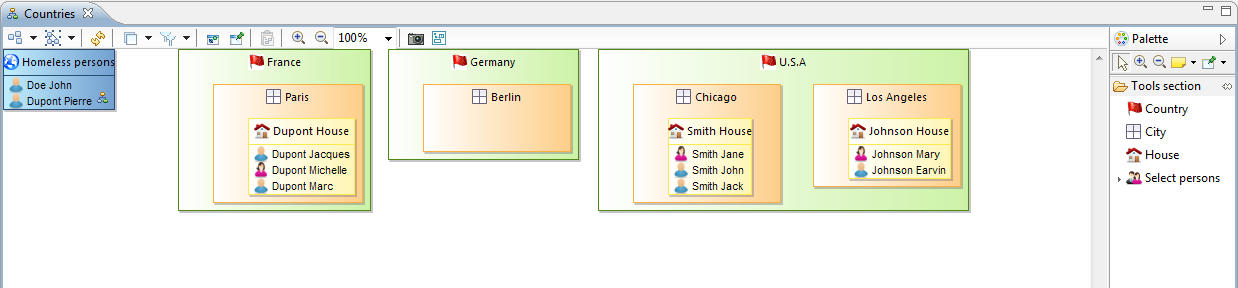 Countries
100%
Palette
Tools section
Country
City
House
Select persons
Homeless persons
Doe John
Dupont Pierre
France
Paris
Dupont House
Dupont Jacques
Dupont Michelle
Dupont Marc
Germany
Berlin
U.S.A
Chicago
Smith House
Smith Jane
Smith John
Smith Jack
Los Angeles
Johnson House
Johnson Mary
Johnson Earvin